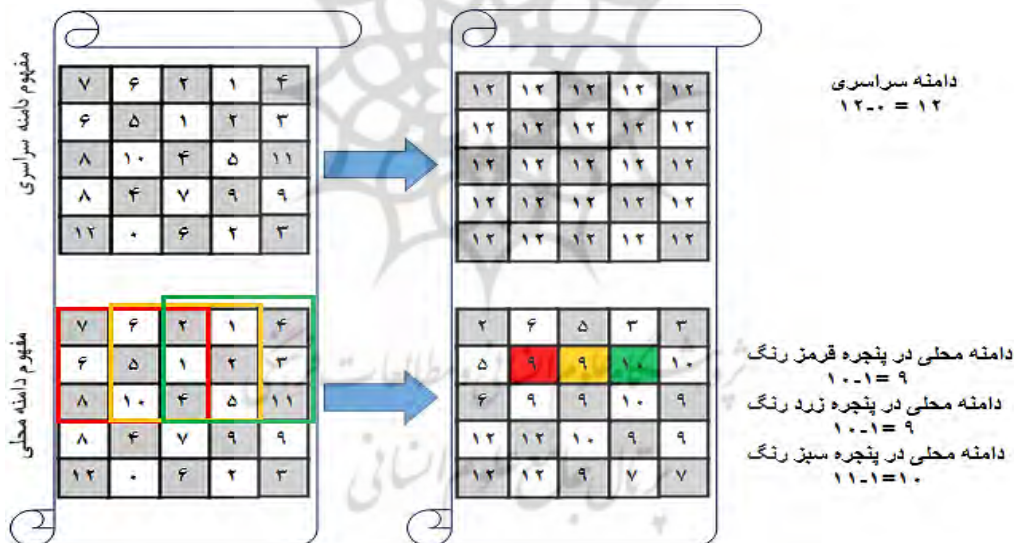 مفهوم دامنه سراسری
۷ ۶ ۲ ۱ ۴
۶ ۵ ۱ ۲ ۳
۸ ۱۰ ۴ ۵ ۱۱
۸ ۴ ۷ ۹ ۹
۱۲ ۰ ۶ ۲ ۳
۱۲ ۱۲ ۱۲ ۱۲ ۱۲
۱۲ ۱۲ ۱۲ ۱۲ ۱۲
۱۲ ۱۲ ۱۲ ۱۲ ۱۲
۱۲ ۱۲ ۱۲ ۱۲ ۱۲
۱۲ ۱۲ ۱۲ ۱۲ ۱۲
دامنه سراسری
۱۲-۰ = ۱۲
مفهوم دامنه محلی
۷ ۶ ۲ ۱ ۴
۶ ۵ ۱ ۲ ۳
۸ ۱۰ ۴ ۵ ۱۱
۸ ۴ ۷ ۹ ۹
۱۲ ۰ ۶ ۲ ۳
۲ ۶ ۵ ۳ ۳
۵ ۹ ۹ ۱۰ ۱۰
۶ ۹ ۹ ۱۰ ۹
۱۲ ۱۲ ۱۰ ۹ ۹
۱۲ ۱۲ ۹ ۷ ۷
دامنه محلی در پنجره قرمز رنگ
۱۰-۱= ۹
دامنه محلی در پنجره زرد رنگ
۱۰-۱= ۹
دامنه محلی در پنجره سبز رنگ
۱۱-۱=۱۰